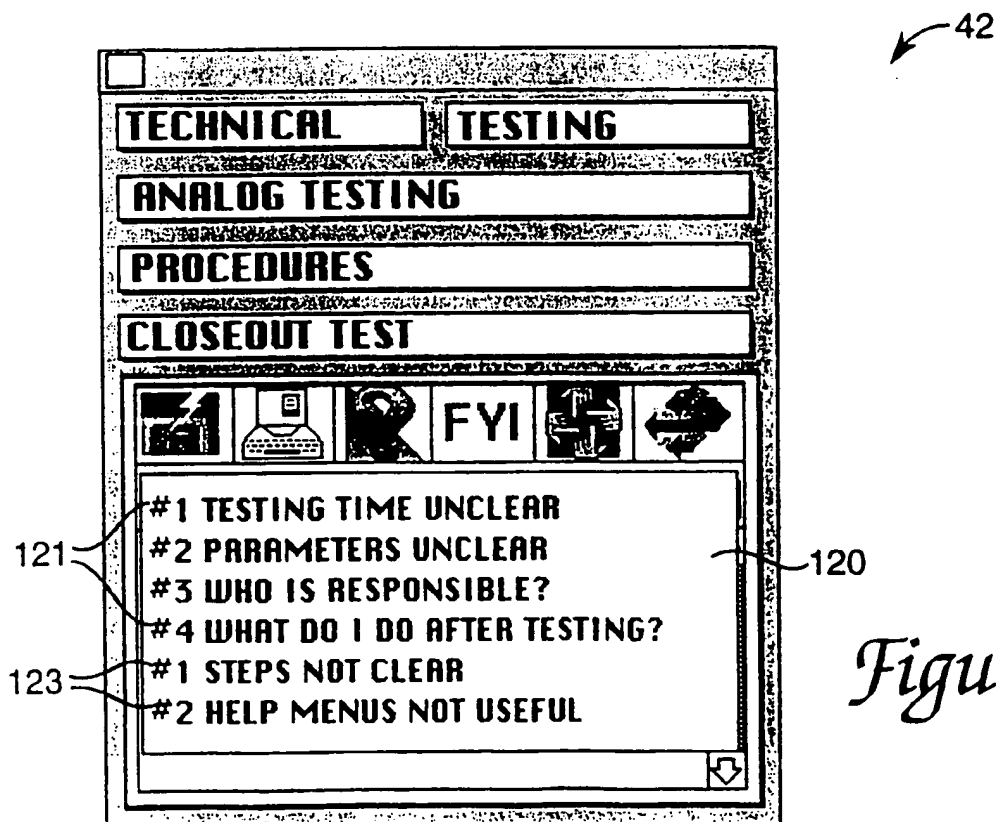 42
TECHNICAL TESTING
ANALOG TESTING
PROCEDURES
CLOSEOUT TEST
FYI
#1 TESTING TIME UNCLEAR
#2 PARAMETERS UNCLEAR
#3 WHO IS RESPONSIBLE?
#4 WHAT DO I DO AFTER TESTING?
#1 STEPS NOT CLEAR
#2 HELP MENUS NOT USEFUL
121
120
123
Figu